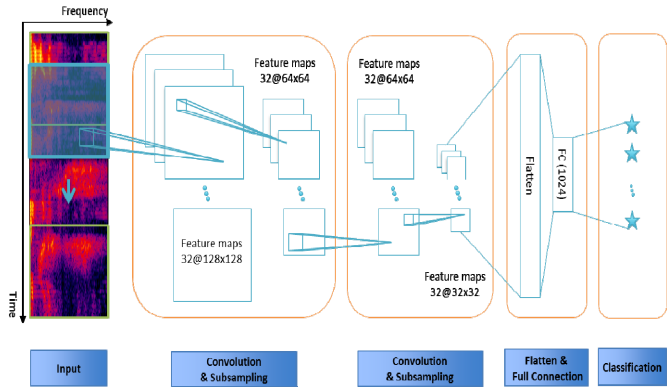 Frequency
Time
Feature maps
32@64x64
Feature maps
32@128x128
Feature maps
32@64x64
Feature maps
32@32x32
Flatten
FC (1024)
Input
Convolution
& Subsampling
Convolution
& Subsampling
Flatten &
Full Connection
Classification